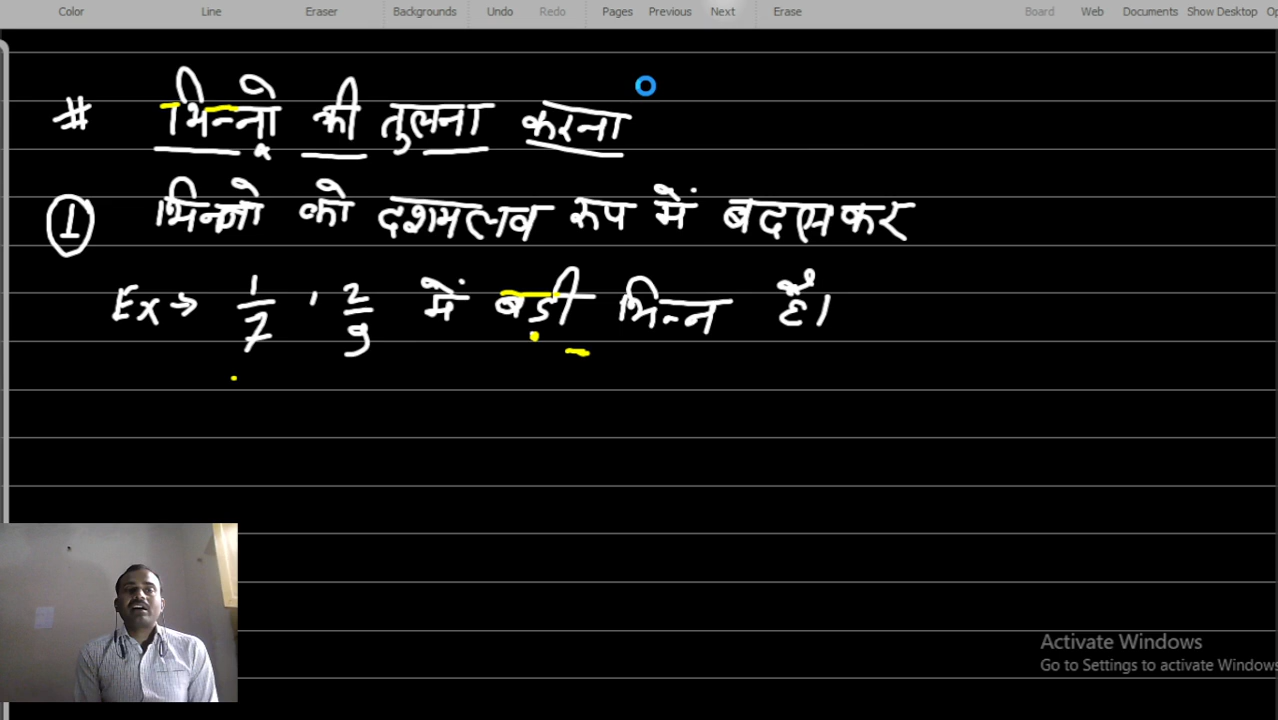 Color Line Eraser Backgrounds Undo Redo Pages Previous Next Erase Board Web Documents Show Desktop
# भिन्नो की तुलना करना
① भिन्नो को दशमलव रूप में बदलकर
Ex → 1/7 , 2/9 में बडी भिन्न है।
Activate Windows
Go to Settings to activate Windows